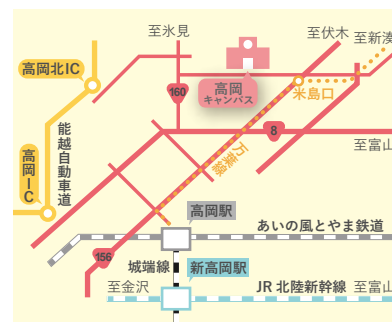 至氷見
至伏木
至新湊
高岡北IC
高岡
キャンパス
160
米島口
8
能越自動車道
高岡IC
万葉線
至富山
高岡駅
あいの風とやま鉄道
156
城端線
新高岡駅
至金沢
JR 北陸新幹線
至富山